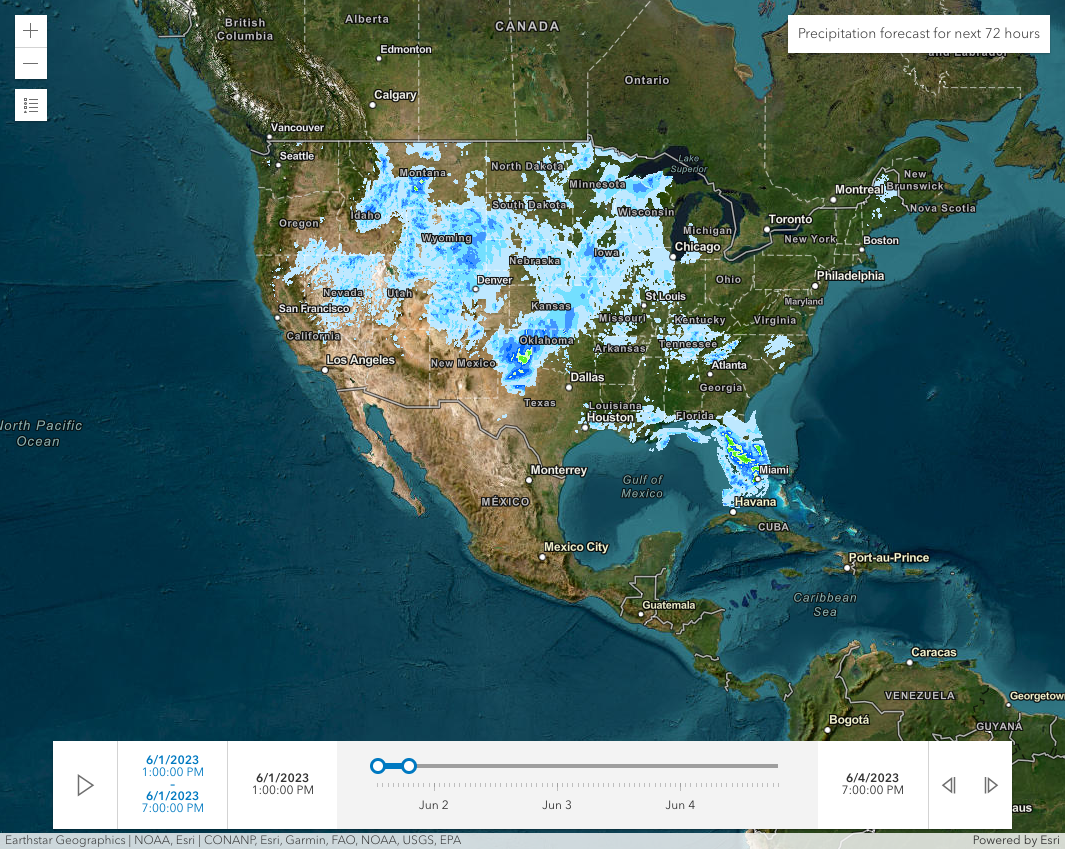 British
Columbia
Alberta
CANADA
Precipitation forecast for next 72 hours
Edmonton
and Labrador
Ontario
Calgary
Vancouver
Seattle
Lake
Superior
North Dakota
Montana
Minnesota
New
Brunswick
Montreal
South Dakota
Wisconsin
Nova Scotia
Idaho
Oregon
Toronto
Michigan
Wyoming
New York
Boston
Chicago
Iowa
Nebraska
Denver
Ohio
Philadelphia
Nevada
Utah
St Louis
Maryland
San Francisco
Kansas
Missouri
Kentucky
Virginia
California
Oklahoma
Arkansas
Tennessee
Los Angeles
New Mexico
Atlanta
Dallas
Georgia
Texas
Louisiana
Houston
Florida
North Pacific
Ocean
Monterrey
Miami
Gulf of
Mexico
MÉXICO
Havana
CUBA
Mexico City
Port-au-Prince
Caribbean
Sea
Guatemala
Caracas
VENEZUELA
Georgetown
Bogotá
GUYANA
6/1/2023
1:00:00 PM
–
6/1/2023
7:00:00 PM
6/1/2023
1:00:00 PM
Jun 2
Jun 3
Jun 4
6/4/2023
7:00:00 PM
aus
Earthstar Geographics | NOAA, Esri | CONANP, Esri, Garmin, FAO, NOAA, USGS, EPA
Powered by Esri